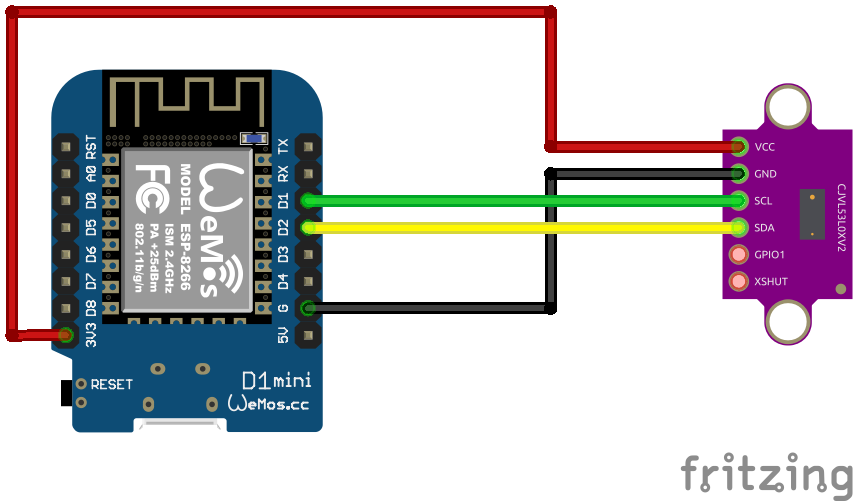 RST
A0
D0
D5
D6
D7
D8
3V3
TX
RX
D1
D2
D3
D4
G
5V
WeMos
MODEL ESP-8266
ISM 2.4GHz
PA +25dBm
802.11b/g/n
FC
RESET
D1mini
WeMos.cc
VCC
GND
SCL
SDA
GPIO1
XSHUT
CJVL53L0XV2
fritzing